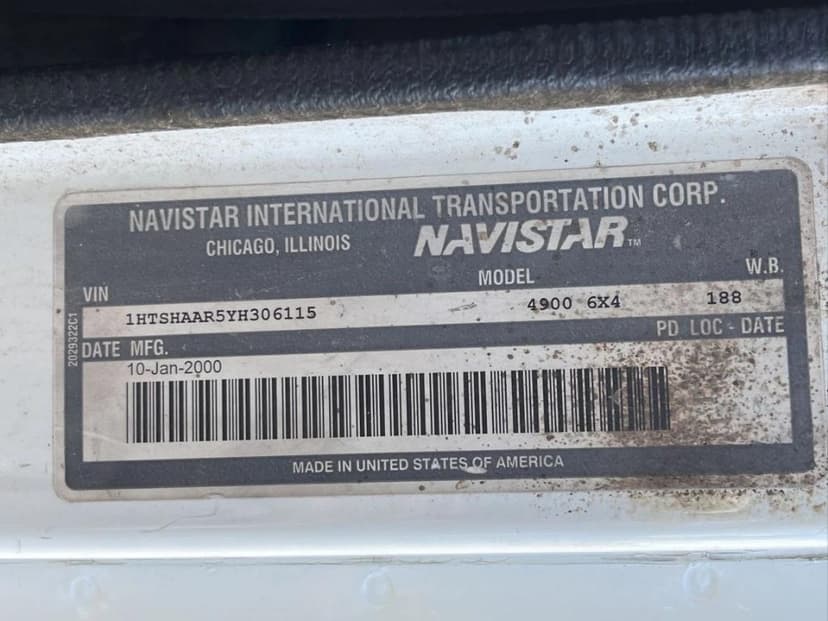 NAVISTAR INTERNATIONAL TRANSPORTATION CORP.
CHICAGO, ILLINOIS NAVISTAR™
VIN MODEL W.B.
1HTSHAAR5YH306115 4900 6X4 188
DATE MFG. PD LOC - DATE
10-Jan-2000
MADE IN UNITED STATES OF AMERICA
2029322C1